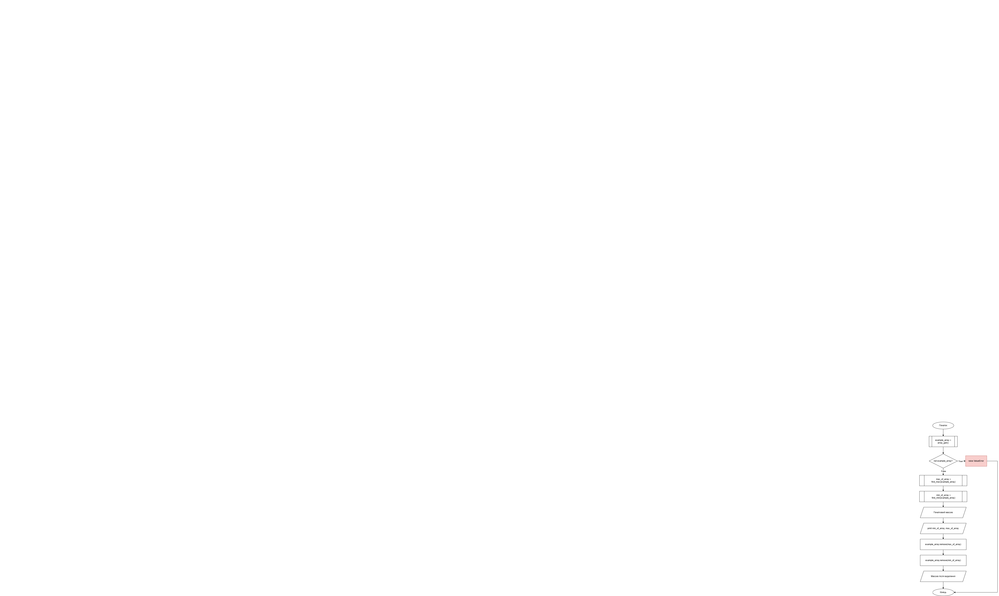 Початок
example_array =
array_gen()
not example_array?
True
raise ValueError
False
max_of_array =
find_max(example_array)
min_of_array =
find_min(example_array)
Початковий массив
print min_of_array, max_of_array
example_array.remove(max_of_array)
example_array.remove(min_of_array)
Массив після видалення
Кінець